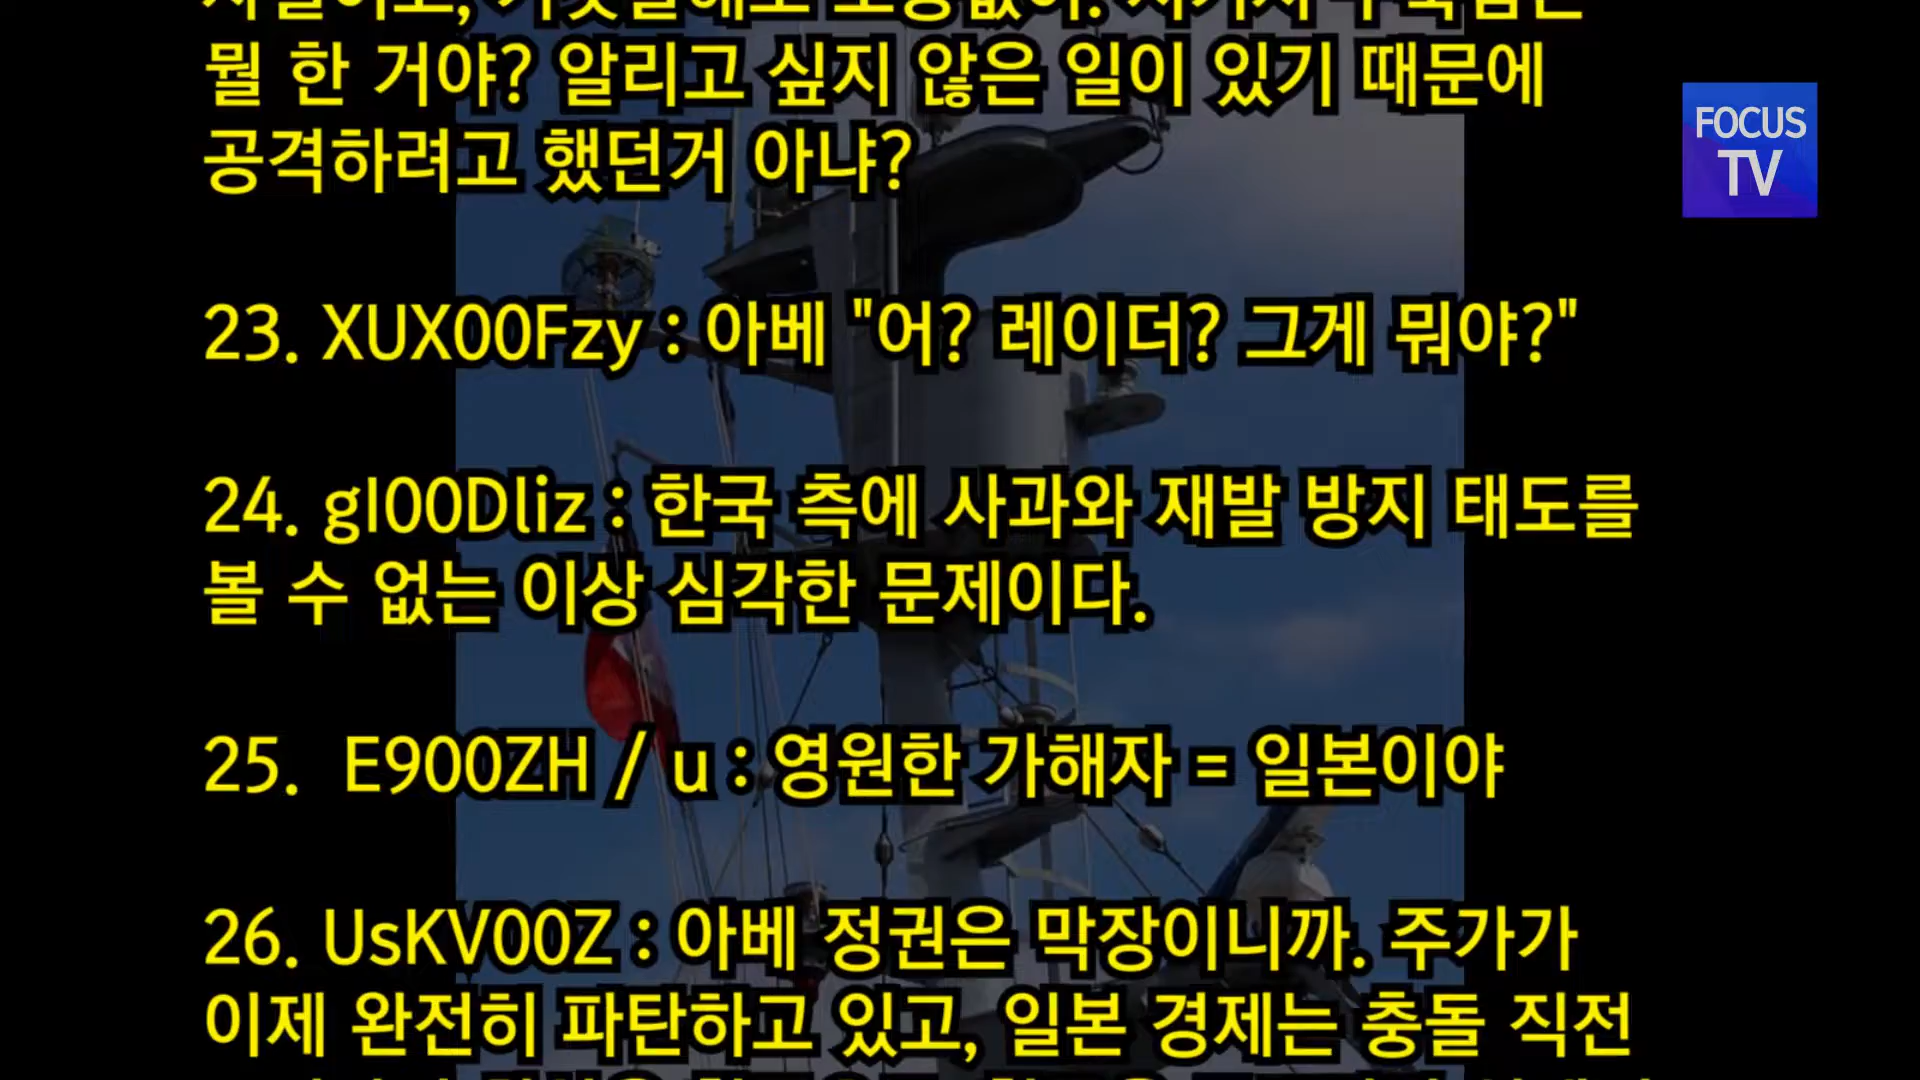 뭘 한 거야? 알리고 싶지 않은 일이 있기 때문에
공격하려고 했던거 아냐?
FOCUS
TV
23. XUX00Fzy : 아베 "어? 레이더? 그게 뭐야?"
24. gI00Dliz : 한국 측에 사과와 재발 방지 태도를
볼 수 없는 이상 심각한 문제이다.
25. E900ZH / u : 영원한 가해자 = 일본이야
26. UsKV00Z : 아베 정권은 막장이니까. 주가가
이제 완전히 파탄하고 있고, 일본 경제는 충돌 직전